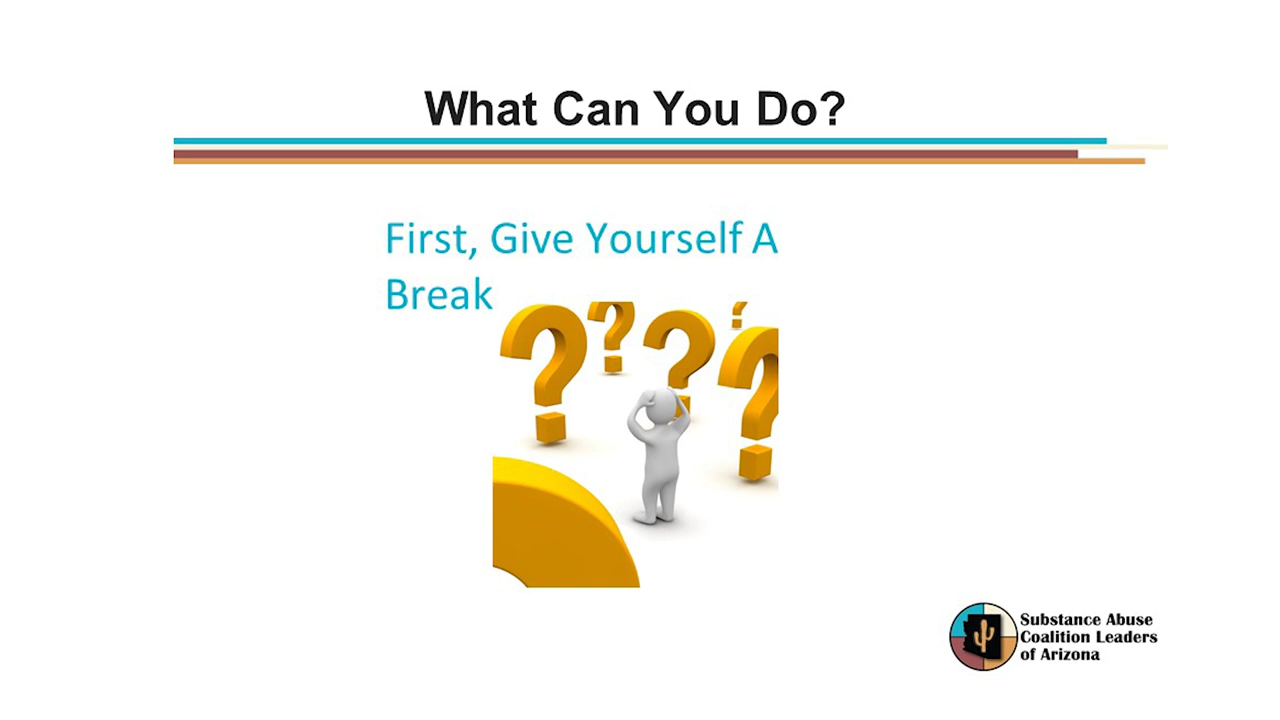 What Can You Do?
First, Give Yourself A
Break
Substance Abuse
Coalition Leaders
of Arizona